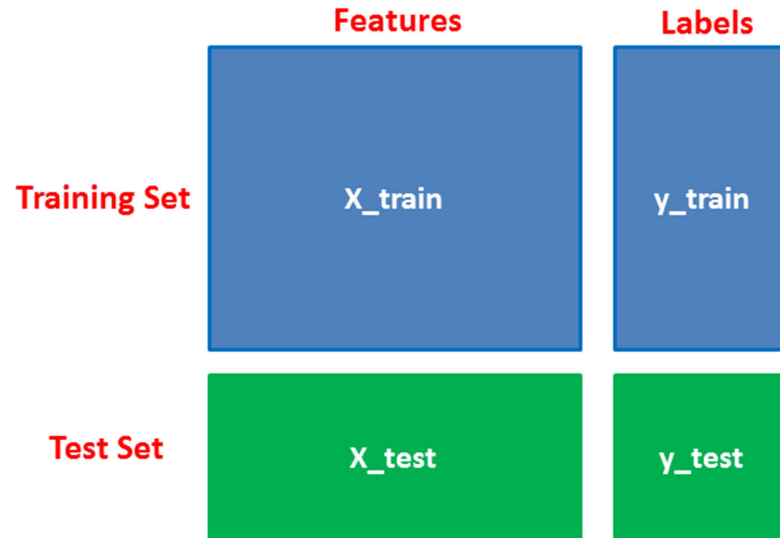 Features Labels
Training Set X_train y_train
Test Set X_test y_test